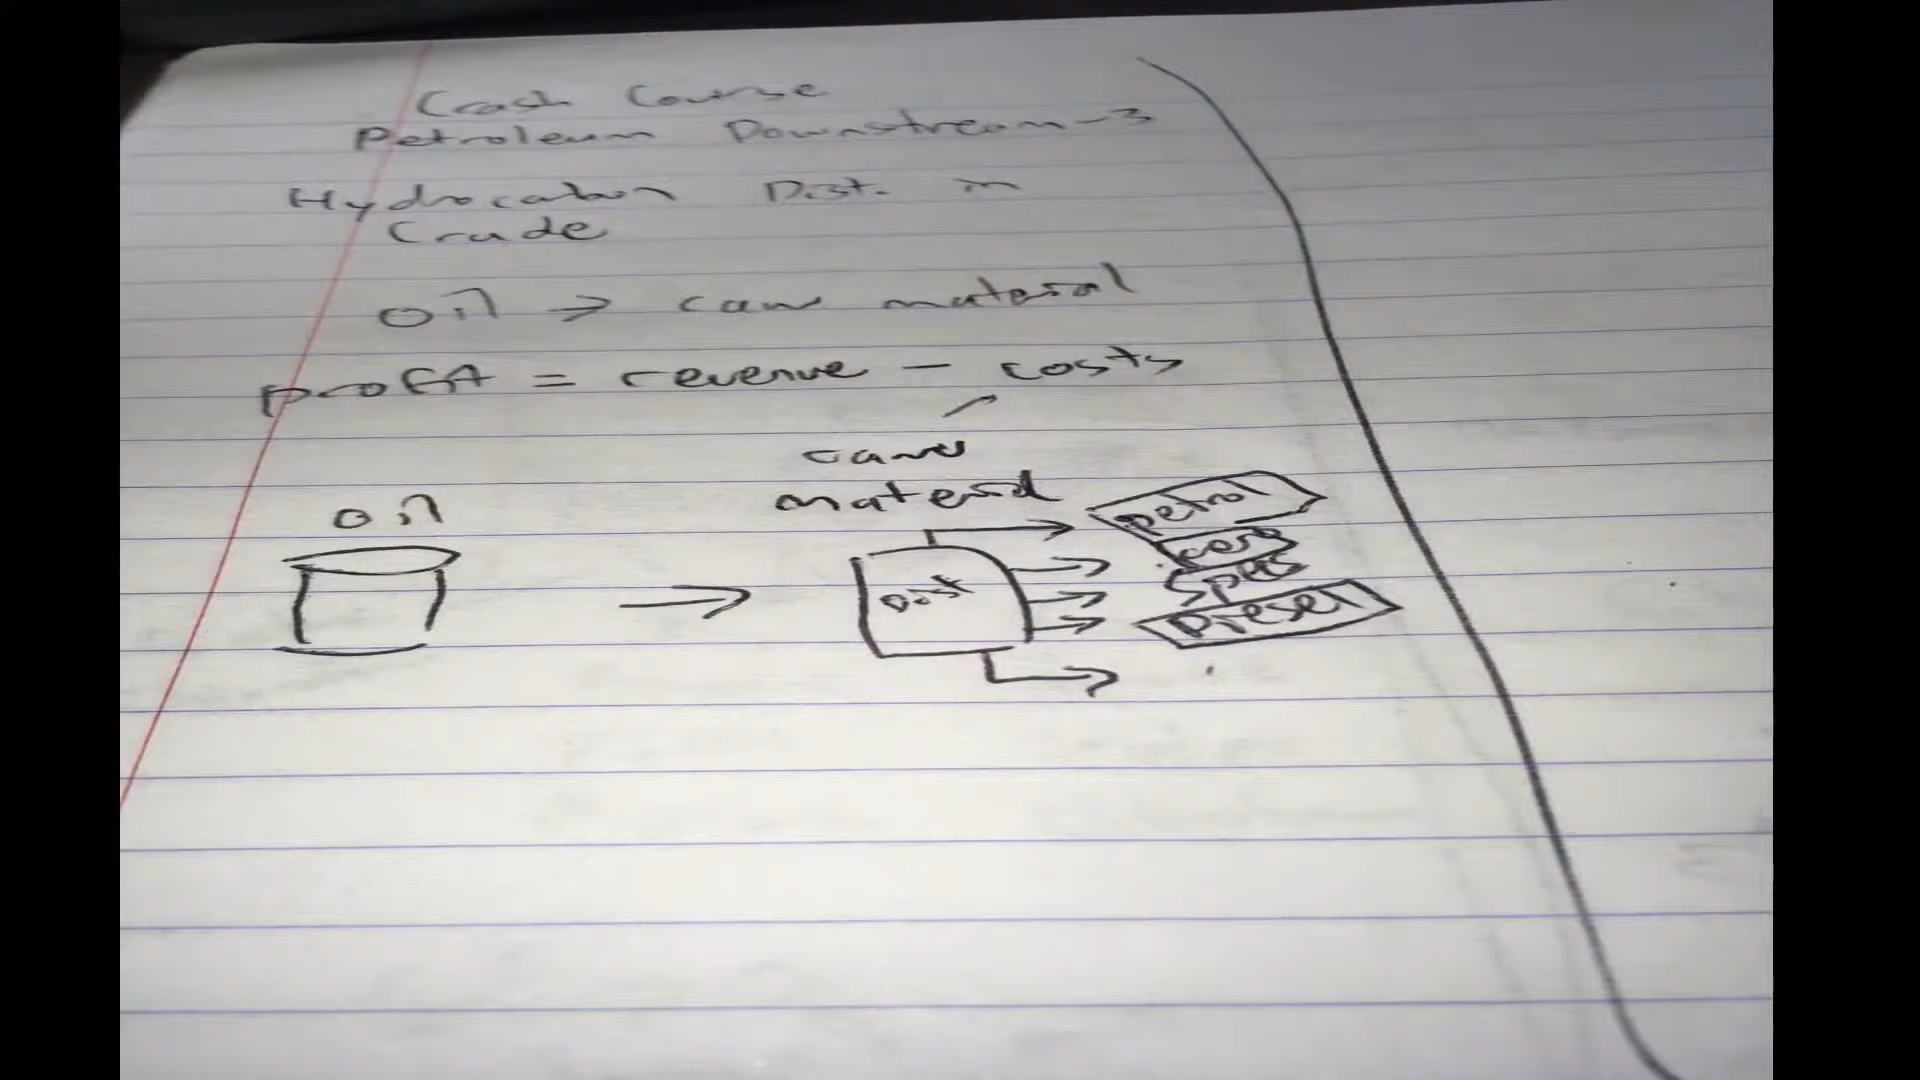 Crash Course
Petroleum Downstream-3
Hydrocarbon Dist. in
Crude
oil → raw material
profit = revenue - costs
raw
material
oil
Dist
petrol
kero
Diesel